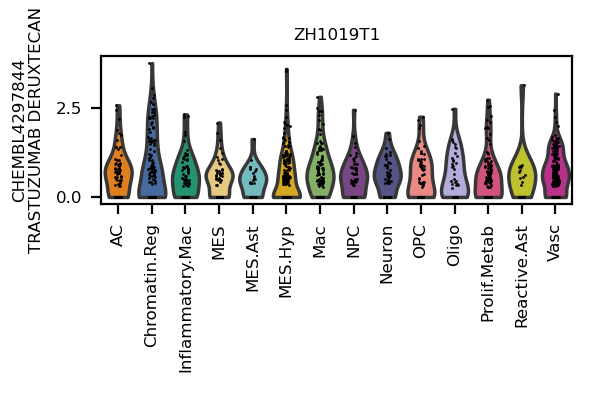 ZH1019T1
CHEMBL4297844
TRASTUZUMAB DERUXTECAN
2.5
0.0
AC
Chromatin.Reg
Inflammatory.Mac
MES
MES.Ast
MES.Hyp
Mac
NPC
Neuron
OPC
Oligo
Prolif.Metab
Reactive.Ast
Vasc